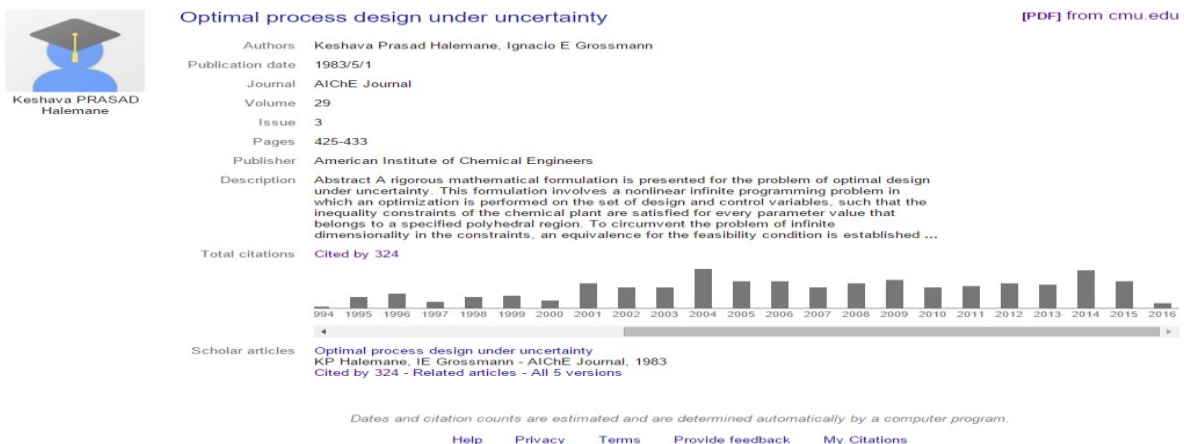 Optimal process design under uncertainty
[PDF] from cmu.edu
Keshava PRASAD
Halemane
Authors Keshava Prasad Halemane, Ignacio E Grossmann
Publication date 1983/5/1
Journal AIChE Journal
Volume 29
Issue 3
Pages 425-433
Publisher American Institute of Chemical Engineers
Description Abstract A rigorous mathematical formulation is presented for the problem of optimal design
under uncertainty. This formulation involves a nonlinear infinite programming problem in
which an optimization is performed on the set of design and control variables, such that the
inequality constraints of the chemical plant are satisfied for every parameter value that
belongs to a specified polyhedral region. To circumvent the problem of infinite
dimensionality in the constraints, an equivalence for the feasibility condition is established ...
Total citations Cited by 324
994 1995 1996 1997 1998 1999 2000 2001 2002 2003 2004 2005 2006 2007 2008 2009 2010 2011 2012 2013 2014 2015 2016
Scholar articles Optimal process design under uncertainty
KP Halemane, IE Grossmann - AIChE Journal, 1983
Cited by 324 - Related articles - All 5 versions
Dates and citation counts are estimated and are determined automatically by a computer program.
Help Privacy Terms Provide feedback My Citations